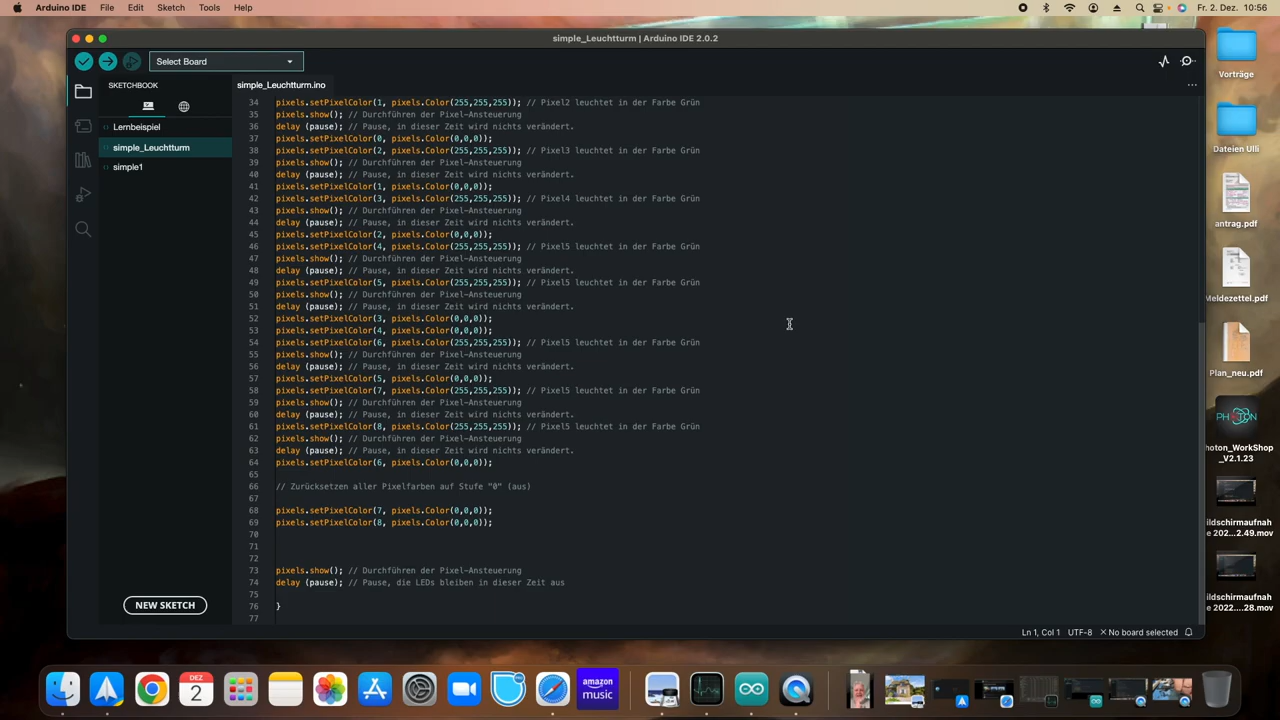 Arduino IDE File Edit Sketch Tools Help
Fr. 2. Dez. 10:56
simple_Leuchtturm | Arduino IDE 2.0.2
Select Board
SKETCHBOOK
simple_Leuchtturm.ino
Lernbeispiel
simple_Leuchtturm
simple1
34 pixels.setPixelColor(1, pixels.Color(255,255,255)); // Pixel2 leuchtet in der Farbe Grün
35 pixels.show(); // Durchführen der Pixel-Ansteuerung
36 delay (pause); // Pause, in dieser Zeit wird nichts verändert.
37 pixels.setPixelColor(0, pixels.Color(0,0,0));
38 pixels.setPixelColor(2, pixels.Color(255,255,255)); // Pixel3 leuchtet in der Farbe Grün
39 pixels.show(); // Durchführen der Pixel-Ansteuerung
40 delay (pause); // Pause, in dieser Zeit wird nichts verändert.
41 pixels.setPixelColor(1, pixels.Color(0,0,0));
42 pixels.setPixelColor(3, pixels.Color(255,255,255)); // Pixel4 leuchtet in der Farbe Grün
43 pixels.show(); // Durchführen der Pixel-Ansteuerung
44 delay (pause); // Pause, in dieser Zeit wird nichts verändert.
45 pixels.setPixelColor(2, pixels.Color(0,0,0));
46 pixels.setPixelColor(4, pixels.Color(255,255,255)); // Pixel5 leuchtet in der Farbe Grün
47 pixels.show(); // Durchführen der Pixel-Ansteuerung
48 delay (pause); // Pause, in dieser Zeit wird nichts verändert.
49 pixels.setPixelColor(5, pixels.Color(255,255,255)); // Pixel5 leuchtet in der Farbe Grün
50 pixels.show(); // Durchführen der Pixel-Ansteuerung
51 delay (pause); // Pause, in dieser Zeit wird nichts verändert.
52 pixels.setPixelColor(3, pixels.Color(0,0,0));
53 pixels.setPixelColor(4, pixels.Color(0,0,0));
54 pixels.setPixelColor(6, pixels.Color(255,255,255)); // Pixel5 leuchtet in der Farbe Grün
55 pixels.show(); // Durchführen der Pixel-Ansteuerung
56 delay (pause); // Pause, in dieser Zeit wird nichts verändert.
57 pixels.setPixelColor(5, pixels.Color(0,0,0));
58 pixels.setPixelColor(7, pixels.Color(255,255,255)); // Pixel5 leuchtet in der Farbe Grün
59 pixels.show(); // Durchführen der Pixel-Ansteuerung
60 delay (pause); // Pause, in dieser Zeit wird nichts verändert.
61 pixels.setPixelColor(8, pixels.Color(255,255,255)); // Pixel5 leuchtet in der Farbe Grün
62 pixels.show(); // Durchführen der Pixel-Ansteuerung
63 delay (pause); // Pause, in dieser Zeit wird nichts verändert.
64 pixels.setPixelColor(6, pixels.Color(0,0,0));
65
66 // Zurücksetzen aller Pixelfarben auf Stufe "0" (aus)
67
68 pixels.setPixelColor(7, pixels.Color(0,0,0));
69 pixels.setPixelColor(8, pixels.Color(0,0,0));
70
71
72
73 pixels.show(); // Durchführen der Pixel-Ansteuerung
74 delay (pause); // Pause, die LEDs bleiben in dieser Zeit aus
75
76 }
77
NEW SKETCH
Ln 1, Col 1 UTF-8 No board selected
Vorträge
Dateien Ulli
antrag.pdf
Meldezettel.pdf
Plan_neu.pdf
PHOTON
hoton_WorkShop
_V2.1.23
ildschirmaufnah
e 202...2.49.mov
ildschirmaufnah
e 2022....28.mov
DEZ
2
amazon
music